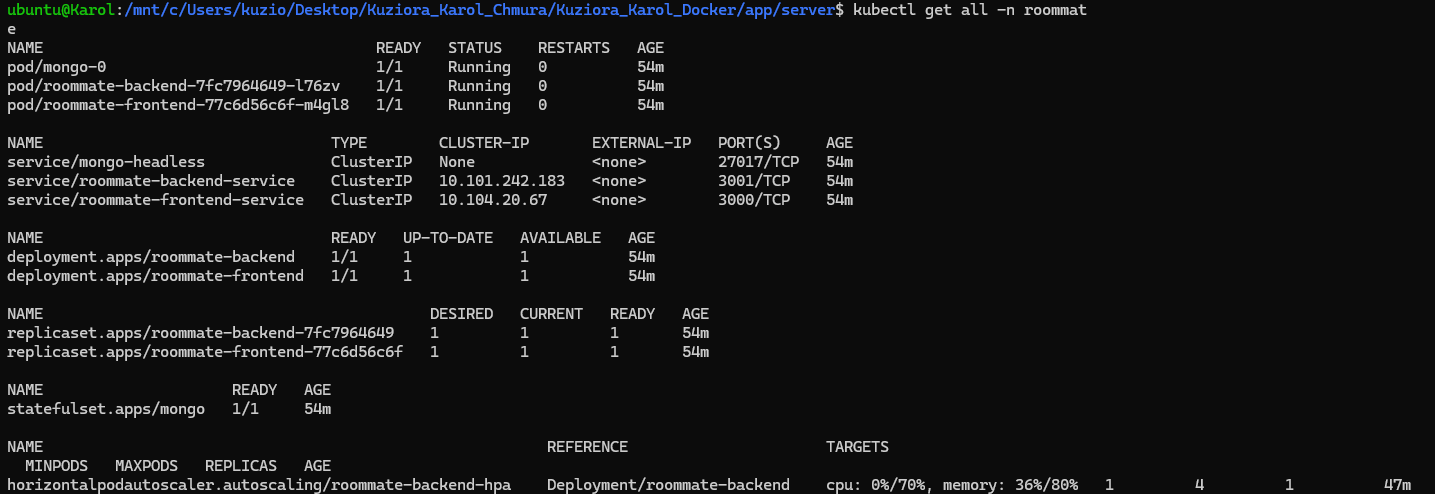 ubuntu@Karol:/mnt/c/Users/kuzio/Desktop/Kuziora_Karol_Chmura/Kuziora_Karol_Docker/app/server$ kubectl get all -n roommat
e
NAME                                     READY   STATUS    RESTARTS   AGE
pod/mongo-0                              1/1     Running   0          54m
pod/roommate-backend-7fc7964649-l76zv    1/1     Running   0          54m
pod/roommate-frontend-77c6d56c6f-m4gl8   1/1     Running   0          54m

NAME                                TYPE        CLUSTER-IP       EXTERNAL-IP   PORT(S)     AGE
service/mongo-headless              ClusterIP   None             <none>        27017/TCP   54m
service/roommate-backend-service    ClusterIP   10.101.242.183   <none>        3001/TCP    54m
service/roommate-frontend-service   ClusterIP   10.104.20.67     <none>        3000/TCP    54m

NAME                                READY   UP-TO-DATE   AVAILABLE   AGE
deployment.apps/roommate-backend    1/1     1            1           54m
deployment.apps/roommate-frontend   1/1     1            1           54m

NAME                                           DESIRED   CURRENT   READY   AGE
replicaset.apps/roommate-backend-7fc7964649    1         1         1       54m
replicaset.apps/roommate-frontend-77c6d56c6f   1         1         1       54m

NAME                     READY   AGE
statefulset.apps/mongo   1/1     54m

NAME                                                        REFERENCE                      TARGETS
  MINPODS   MAXPODS   REPLICAS   AGE
horizontalpodautoscaler.autoscaling/roommate-backend-hpa    Deployment/roommate-backend    cpu: 0%/70%, memory: 36%/80%   1         4         1          47m